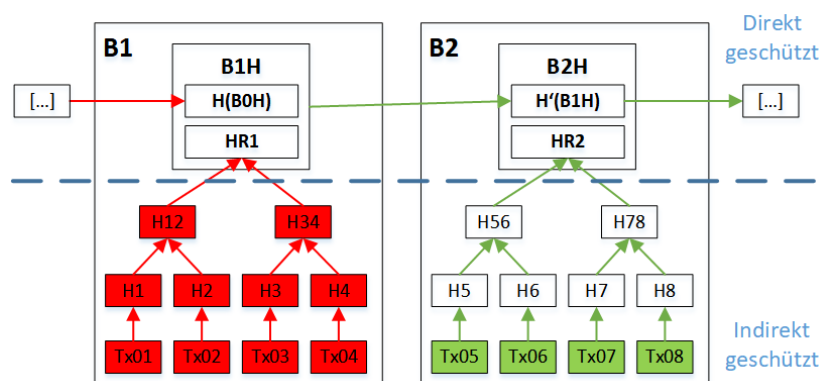 B1
B2
Direkt
geschützt
B1H
B2H
[...]
H(B0H)
H‘(B1H)
[...]
HR1
HR2
H12
H34
H56
H78
H1
H2
H3
H4
H5
H6
H7
H8
Indirekt
geschützt
Tx01
Tx02
Tx03
Tx04
Tx05
Tx06
Tx07
Tx08